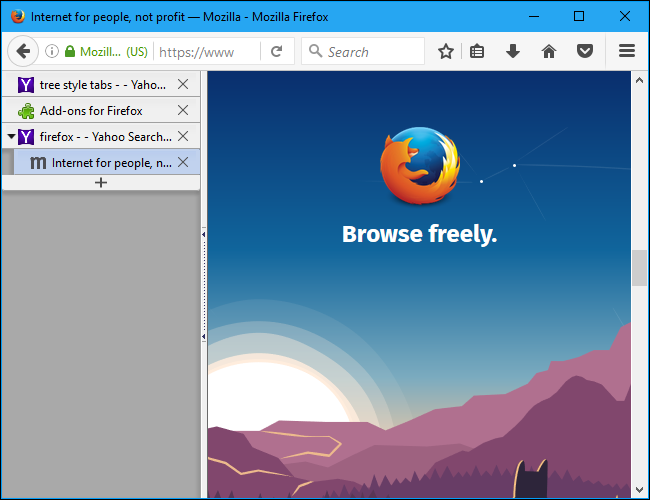 Internet for people, not profit — Mozilla - Mozilla Firefox
Mozill... (US) https://www
Search
tree style tabs - - Yaho...
Add-ons for Firefox
firefox - - Yahoo Search...
m Internet for people, n...
Browse freely.